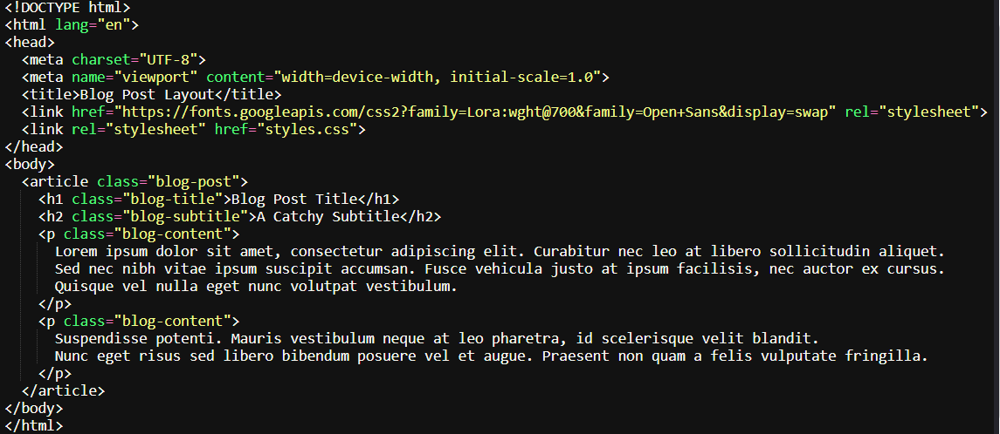 <!DOCTYPE html>
<html lang="en">
<head>
  <meta charset="UTF-8">
  <meta name="viewport" content="width=device-width, initial-scale=1.0">
  <title>Blog Post Layout</title>
  <link href="https://fonts.googleapis.com/css2?family=Lora:wght@700&family=Open+Sans&display=swap" rel="stylesheet">
  <link rel="stylesheet" href="styles.css">
</head>
<body>
  <article class="blog-post">
    <h1 class="blog-title">Blog Post Title</h1>
    <h2 class="blog-subtitle">A Catchy Subtitle</h2>
    <p class="blog-content">
      Lorem ipsum dolor sit amet, consectetur adipiscing elit. Curabitur nec leo at libero sollicitudin aliquet.
      Sed nec nibh vitae ipsum suscipit accumsan. Fusce vehicula justo at ipsum facilisis, nec auctor ex cursus.
      Quisque vel nulla eget nunc volutpat vestibulum.
    </p>
    <p class="blog-content">
      Suspendisse potenti. Mauris vestibulum neque at leo pharetra, id scelerisque velit blandit.
      Nunc eget risus sed libero bibendum posuere vel et augue. Praesent non quam a felis vulputate fringilla.
    </p>
  </article>
</body>
</html>